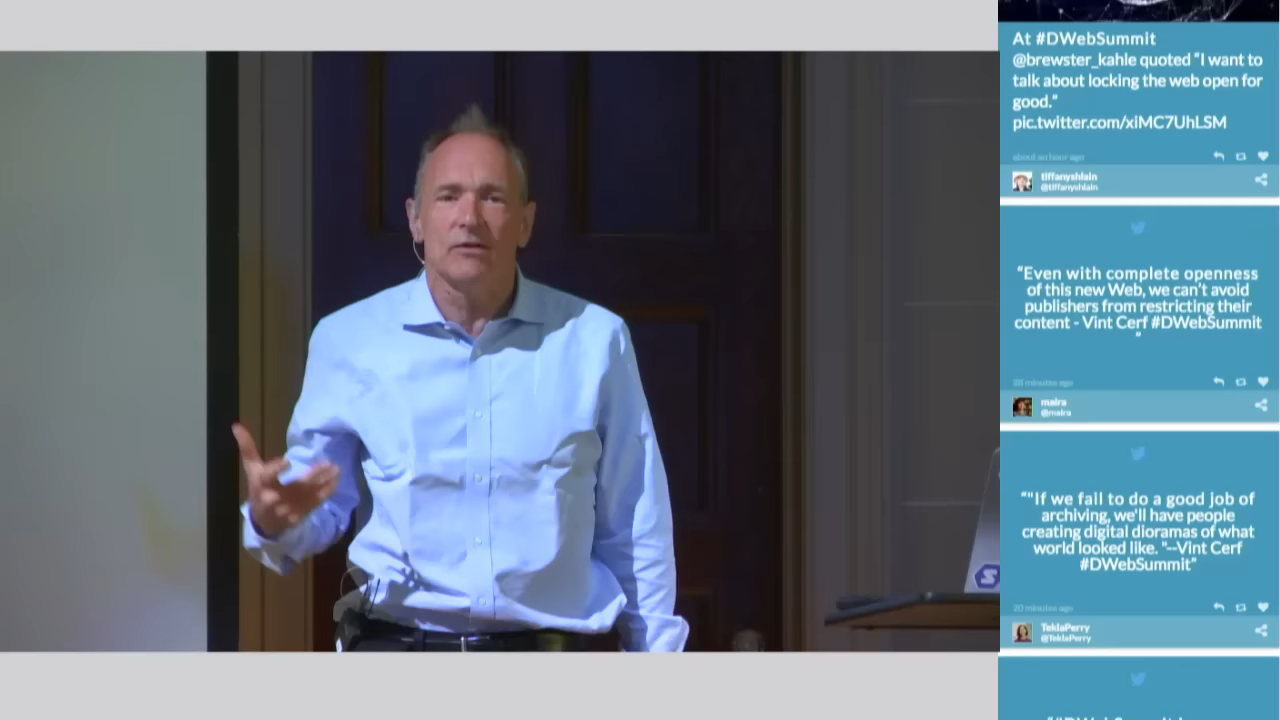 At #DWebSummit
@brewster_kahle quoted “I want to
talk about locking the web open for
good.”
pic.twitter.com/xiMC7UhLSM
about an hour ago
tiffanyshlain
@tiffanyshlain
“Even with complete openness
of this new Web, we can't avoid
publishers from restricting their
content - Vint Cerf #DWebSummit
”
minutes ago
maira
@maira
“"If we fail to do a good job of
archiving, we'll have people
creating digital dioramas of what
world looked like. "--Vint Cerf
#DWebSummit”
20 minutes ago
TeklaPerry
@TeklaPerry
S